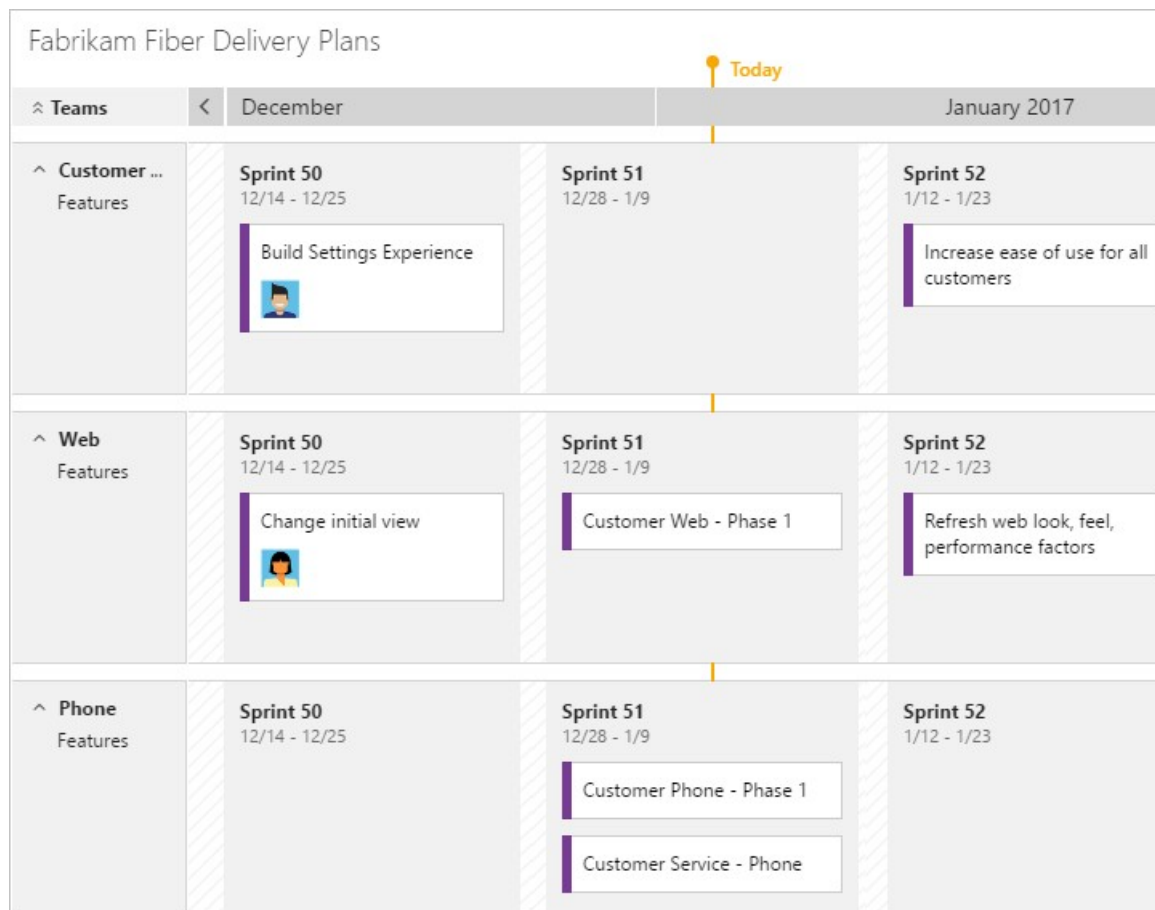 Fabrikam Fiber Delivery Plans
Today
Teams
December
January 2017
Customer ...
Features
Sprint 50
12/14 - 12/25
Build Settings Experience
Sprint 51
12/28 - 1/9
Sprint 52
1/12 - 1/23
Increase ease of use for all
customers
Web
Features
Sprint 50
12/14 - 12/25
Change initial view
Sprint 51
12/28 - 1/9
Customer Web - Phase 1
Sprint 52
1/12 - 1/23
Refresh web look, feel,
performance factors
Phone
Features
Sprint 50
12/14 - 12/25
Sprint 51
12/28 - 1/9
Customer Phone - Phase 1
Customer Service - Phone
Sprint 52
1/12 - 1/23